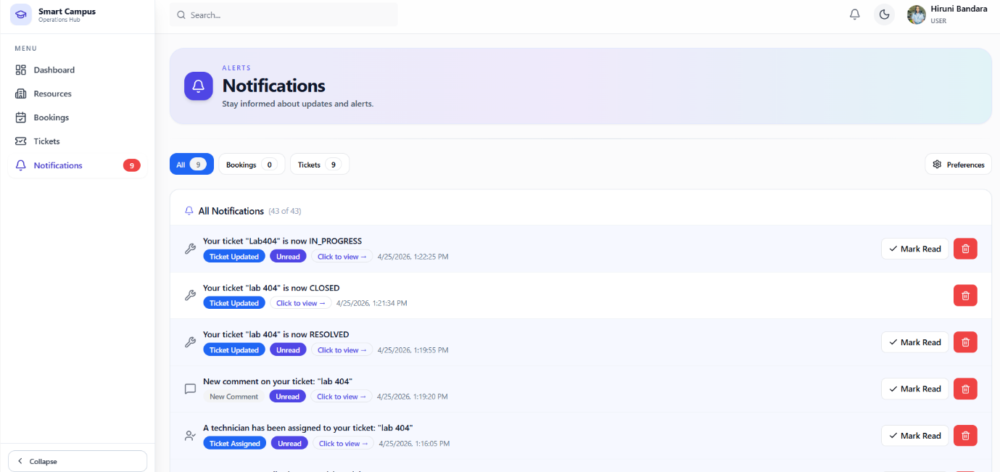 Smart Campus
Operations Hub
Search...
Hiruni Bandara
USER
MENU
Dashboard
Resources
Bookings
Tickets
Notifications 9
Collapse
ALERTS
Notifications
Stay informed about updates and alerts.
All 9 Bookings 0 Tickets 9 Preferences
All Notifications (43 of 43)
Your ticket "Lab404" is now IN_PROGRESS
Ticket Updated Unread Click to view → 4/25/2026, 1:22:25 PM Mark Read
Your ticket "lab 404" is now CLOSED
Ticket Updated Click to view → 4/25/2026, 1:21:34 PM
Your ticket "lab 404" is now RESOLVED
Ticket Updated Unread Click to view → 4/25/2026, 1:19:55 PM Mark Read
New comment on your ticket: "lab 404"
New Comment Unread Click to view → 4/25/2026, 1:19:20 PM Mark Read
A technician has been assigned to your ticket: "lab 404"
Ticket Assigned Unread Click to view → 4/25/2026, 1:16:05 PM Mark Read